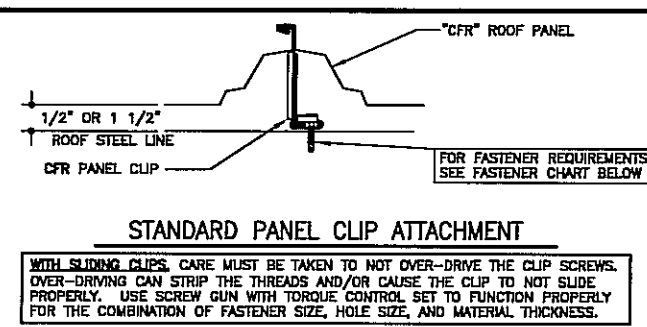 "CFR" ROOF PANEL
1/2" OR 1 1/2"
ROOF STEEL LINE
CFR PANEL CLIP
FOR FASTENER REQUIREMENTS
SEE FASTENER CHART BELOW
STANDARD PANEL CLIP ATTACHMENT
WITH SLIDING CLIPS, CARE MUST BE TAKEN TO NOT OVER-DRIVE THE CLIP SCREWS.
OVER-DRIVING CAN STRIP THE THREADS AND/OR CAUSE THE CLIP TO NOT SLIDE
PROPERLY. USE SCREW GUN WITH TORQUE CONTROL SET TO FUNCTION PROPERLY
FOR THE COMBINATION OF FASTENER SIZE, HOLE SIZE, AND MATERIAL THICKNESS.